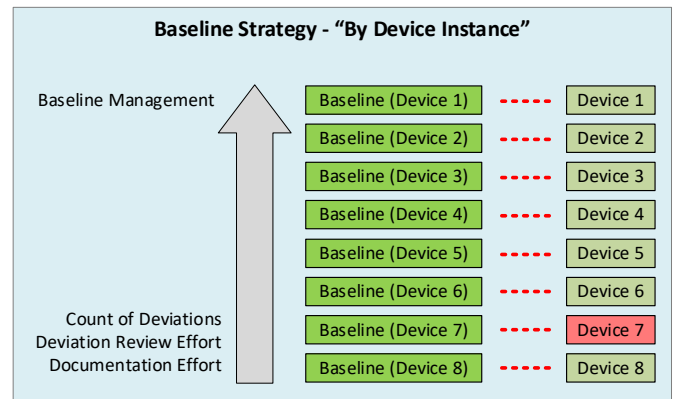 Baseline Strategy - “By Device Instance”
Baseline Management
Baseline (Device 1)
Device 1
Baseline (Device 2)
Device 2
Baseline (Device 3)
Device 3
Baseline (Device 4)
Device 4
Baseline (Device 5)
Device 5
Baseline (Device 6)
Device 6
Count of Deviations
Deviation Review Effort
Documentation Effort
Baseline (Device 7)
Device 7
Baseline (Device 8)
Device 8